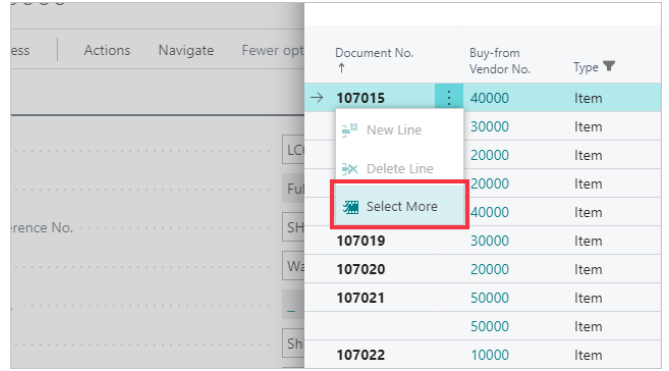 ess Actions Navigate Fewer opt
Document No.
↑
Buy-from
Vendor No.
Type
→ 107015 40000 Item
New Line
30000 Item
LC
20000 Item
Delete Line
Ful
20000 Item
Select More
40000 Item
erence No.
SH
107019 30000 Item
Wa
107020 20000 Item
107021 50000 Item
50000 Item
Sh
107022 10000 Item